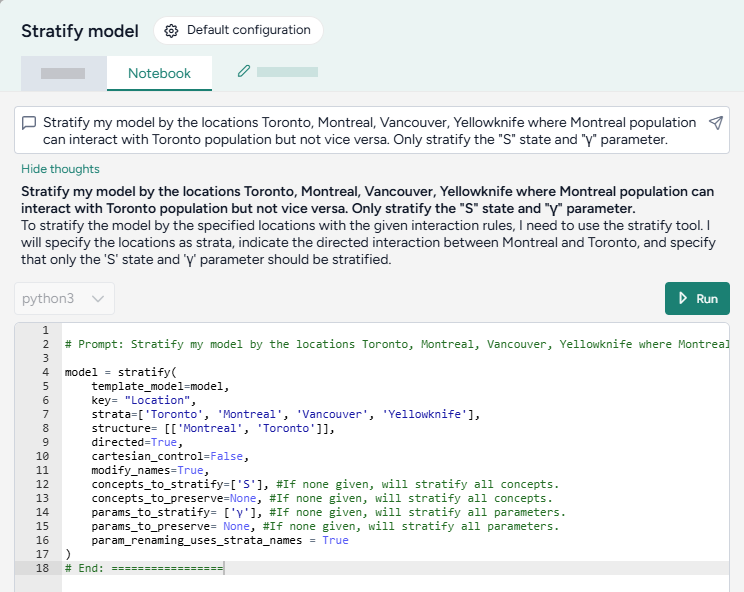 Stratify model
Default configuration
Notebook
Stratify my model by the locations Toronto, Montreal, Vancouver, Yellowknife where Montreal population
can interact with Toronto population but not vice versa. Only stratify the "S" state and "γ" parameter.
Hide thoughts
Stratify my model by the locations Toronto, Montreal, Vancouver, Yellowknife where Montreal population can
interact with Toronto population but not vice versa. Only stratify the "S" state and "γ" parameter.
To stratify the model by the specified locations with the given interaction rules, I need to use the stratify tool. I
will specify the locations as strata, indicate the directed interaction between Montreal and Toronto, and specify
that only the 'S' state and 'γ' parameter should be stratified.
python3
Run
1
2 # Prompt: Stratify my model by the locations Toronto, Montreal, Vancouver, Yellowknife where Montreal
3
4 model = stratify(
5 template_model=model,
6 key= "Location",
7 strata=['Toronto', 'Montreal', 'Vancouver', 'Yellowknife'],
8 structure= [['Montreal', 'Toronto']],
9 directed=True,
10 cartesian_control=False,
11 modify_names=True,
12 concepts_to_stratify=['S'], #If none given, will stratify all concepts.
13 concepts_to_preserve=None, #If none given, will stratify all concepts.
14 params_to_stratify= ['γ'], #If none given, will stratify all parameters.
15 params_to_preserve= None, #If none given, will stratify all parameters.
16 param_renaming_uses_strata_names = True
17 )
18 # End: =================